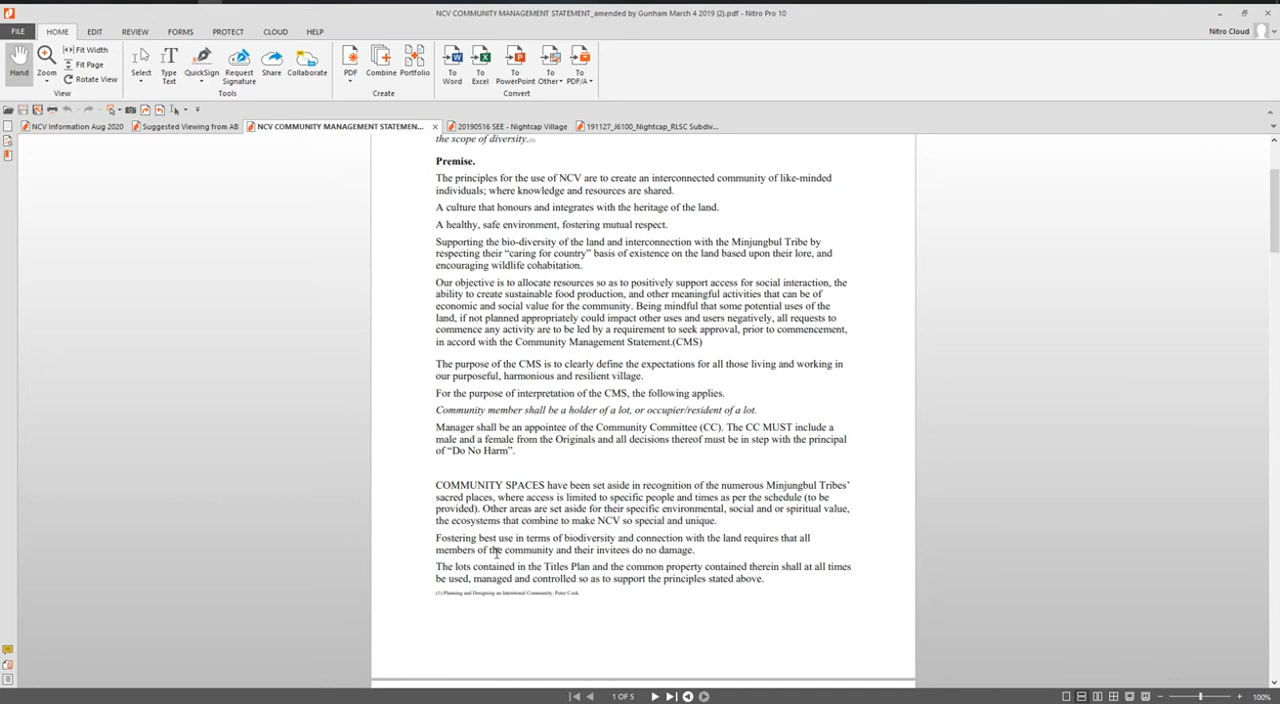 NCV COMMUNITY MANAGEMENT STATEMENT_amended by Gunham March 4 2019 (2).pdf - Nitro Pro 10
FILE HOME EDIT REVIEW FORMS PROTECT CLOUD HELP
Nitro Cloud
Hand
Zoom
Fit Width
Fit Page
Rotate View
View
Select
Type Text
QuickSign
Request Signature
Share
Collaborate
Tools
PDF
Combine
Portfolio
Create
To Word
To Excel
To PowerPoint
To Other
To PDF/A
Convert
NCV Information Aug 2020
Suggested Viewing from AB
NCV COMMUNITY MANAGEMENT STATEMEN...
20190516 SEE - Nightcap Village
191127_J6100_Nightcap_RLSC Subdiv...
the scope of diversity.(1)
Premise.
The principles for the use of NCV are to create an interconnected community of like-minded
individuals; where knowledge and resources are shared.
A culture that honours and integrates with the heritage of the land.
A healthy, safe environment, fostering mutual respect.
Supporting the bio-diversity of the land and interconnection with the Minjungbul Tribe by
respecting their “caring for country” basis of existence on the land based upon their lore, and
encouraging wildlife cohabitation.
Our objective is to allocate resources so as to positively support access for social interaction, the
ability to create sustainable food production, and other meaningful activities that can be of
economic and social value for the community. Being mindful that some potential uses of the
land, if not planned appropriately could impact other uses and users negatively, all requests to
commence any activity are to be led by a requirement to seek approval, prior to commencement,
in accord with the Community Management Statement.(CMS)
The purpose of the CMS is to clearly define the expectations for all those living and working in
our purposeful, harmonious and resilient village.
For the purpose of interpretation of the CMS, the following applies.
Community member shall be a holder of a lot, or occupier/resident of a lot.
Manager shall be an appointee of the Community Committee (CC). The CC MUST include a
male and a female from the Originals and all decisions thereof must be in step with the principal
of “Do No Harm”.
COMMUNITY SPACES have been set aside in recognition of the numerous Minjungbul Tribes’
sacred places, where access is limited to specific people and times as per the schedule (to be
provided). Other areas are set aside for their specific environmental, social and or spiritual value,
the ecosystems that combine to make NCV so special and unique.
Fostering best use in terms of biodiversity and connection with the land requires that all
members of the community and their invitees do no damage.
The lots contained in the Titles Plan and the common property contained therein shall at all times
be used, managed and controlled so as to support the principles stated above.
(1) Planning and Designing an Intentional Community. Peter Cook.
1 OF 5
100%